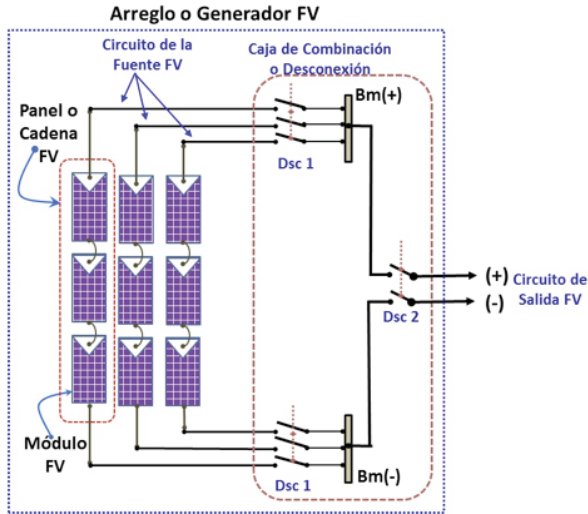 Arreglo o Generador FV
Circuito de la
Fuente FV
Caja de Combinación
o Desconexión
Bm(+)
Panel o
Cadena
FV
Dsc 1
(+)
(-)
Circuito de
Salida FV
Dsc 2
Módulo
FV
Dsc 1
Bm(-)